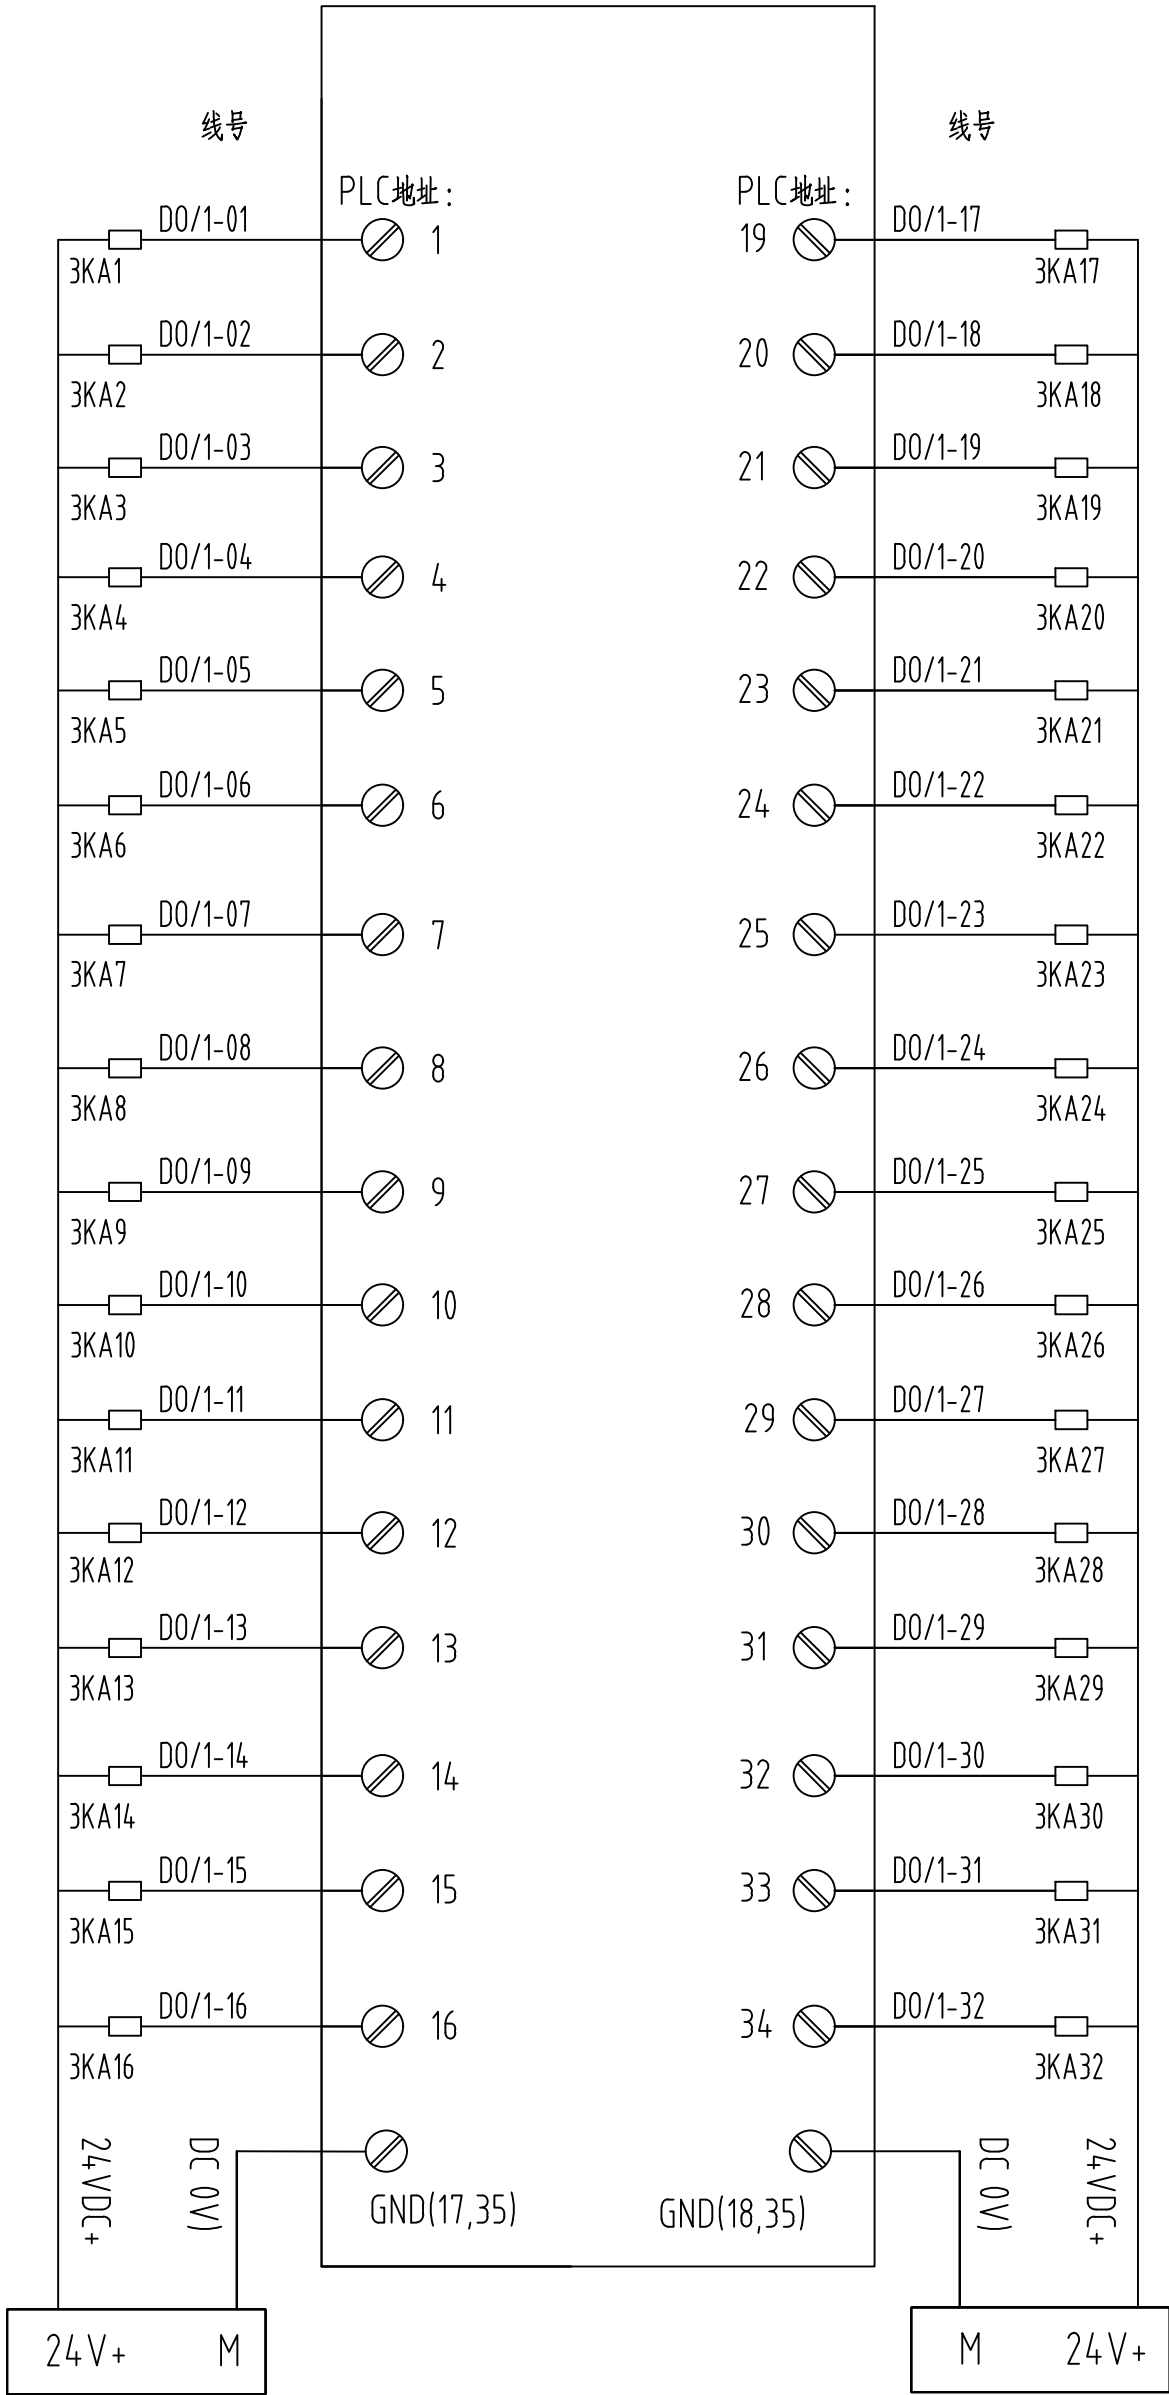 线号 线号
PLC地址: PLC地址:
DO/1-01 1 19 DO/1-17
3KA1 3KA17
DO/1-02 2 20 DO/1-18
3KA2 3KA18
DO/1-03 3 21 DO/1-19
3KA3 3KA19
DO/1-04 4 22 DO/1-20
3KA4 3KA20
DO/1-05 5 23 DO/1-21
3KA5 3KA21
DO/1-06 6 24 DO/1-22
3KA6 3KA22
DO/1-07 7 25 DO/1-23
3KA7 3KA23
DO/1-08 8 26 DO/1-24
3KA8 3KA24
DO/1-09 9 27 DO/1-25
3KA9 3KA25
DO/1-10 10 28 DO/1-26
3KA10 3KA26
DO/1-11 11 29 DO/1-27
3KA11 3KA27
DO/1-12 12 30 DO/1-28
3KA12 3KA28
DO/1-13 13 31 DO/1-29
3KA13 3KA29
DO/1-14 14 32 DO/1-30
3KA14 3KA30
DO/1-15 15 33 DO/1-31
3KA15 3KA31
DO/1-16 16 34 DO/1-32
3KA16 3KA32
24VDC+ DC 0V) DC 0V) 24VDC+
GND(17,35) GND(18,35)
24V+ M M 24V+